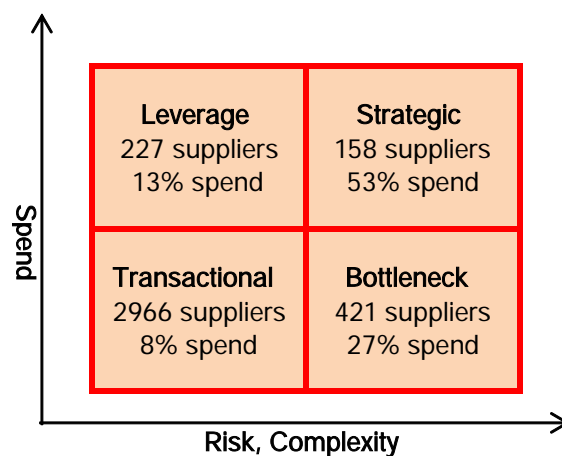 Leverage
227 suppliers
13% spend
Strategic
158 suppliers
53% spend
Spend
Transactional
2966 suppliers
8% spend
Bottleneck
421 suppliers
27% spend
Risk, Complexity